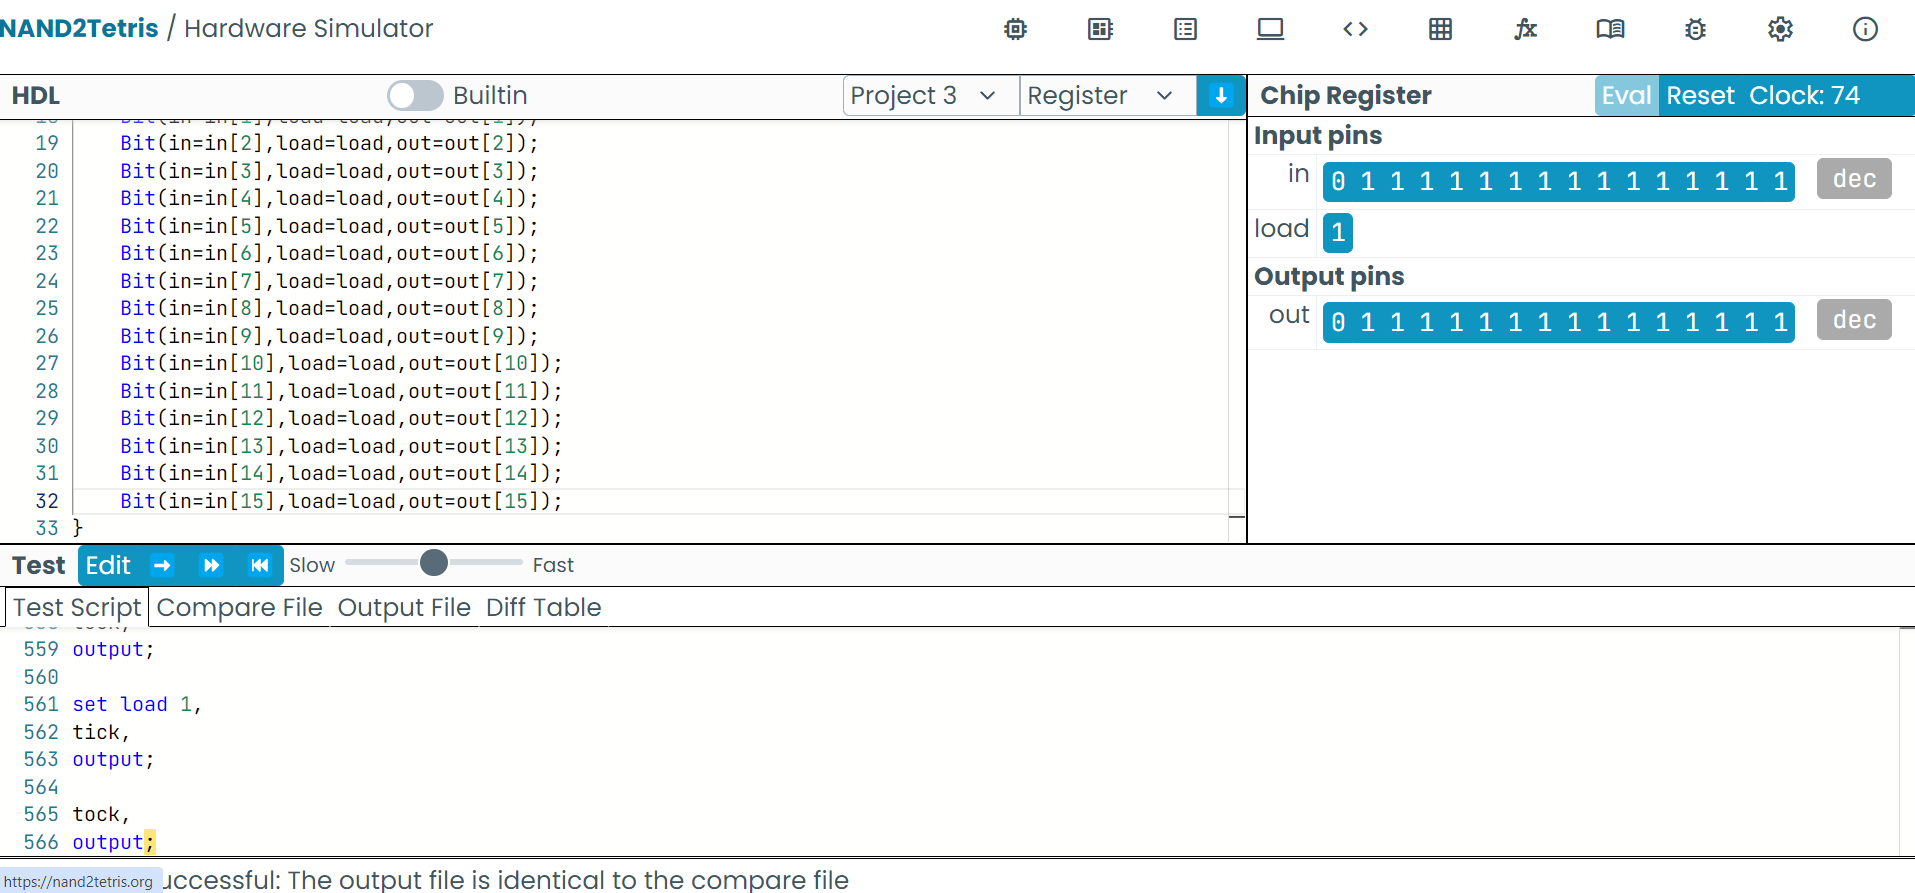 NAND2Tetris / Hardware Simulator
HDL Builtin Project 3 Register
Bit(in=in[1],load=load,out=out[1]);
19 Bit(in=in[2],load=load,out=out[2]);
20 Bit(in=in[3],load=load,out=out[3]);
21 Bit(in=in[4],load=load,out=out[4]);
22 Bit(in=in[5],load=load,out=out[5]);
23 Bit(in=in[6],load=load,out=out[6]);
24 Bit(in=in[7],load=load,out=out[7]);
25 Bit(in=in[8],load=load,out=out[8]);
26 Bit(in=in[9],load=load,out=out[9]);
27 Bit(in=in[10],load=load,out=out[10]);
28 Bit(in=in[11],load=load,out=out[11]);
29 Bit(in=in[12],load=load,out=out[12]);
30 Bit(in=in[13],load=load,out=out[13]);
31 Bit(in=in[14],load=load,out=out[14]);
32 Bit(in=in[15],load=load,out=out[15]);
33 }
Chip Register Eval Reset Clock: 74
Input pins
in 0 1 1 1 1 1 1 1 1 1 1 1 1 1 1 1 dec
load 1
Output pins
out 0 1 1 1 1 1 1 1 1 1 1 1 1 1 1 1 dec
Test Edit Slow Fast
Test Script Compare File Output File Diff Table
559 output;
560
561 set load 1,
562 tick,
563 output;
564
565 tock,
566 output;
https://nand2tetris.org uccessful: The output file is identical to the compare file